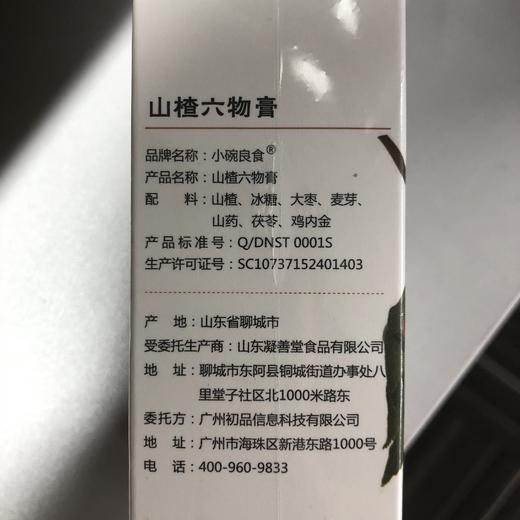 山楂六物膏
品牌名称：小碗良食®
产品名称：山楂六物膏
配　　料：山楂、冰糖、大枣、麦芽、
山药、茯苓、鸡内金
产品标准号：Q/DNST 0001S
生产许可证号：SC10737152401403
产　　地：山东省聊城市
受委托生产商：山东凝善堂食品有限公司
地　　址：聊城市东阿县铜城街道办事处八
里堂子社区北1000米路东
委托方：广州初品信息科技有限公司
地　　址：广州市海珠区新港东路1000号
电　　话：400-960-9833